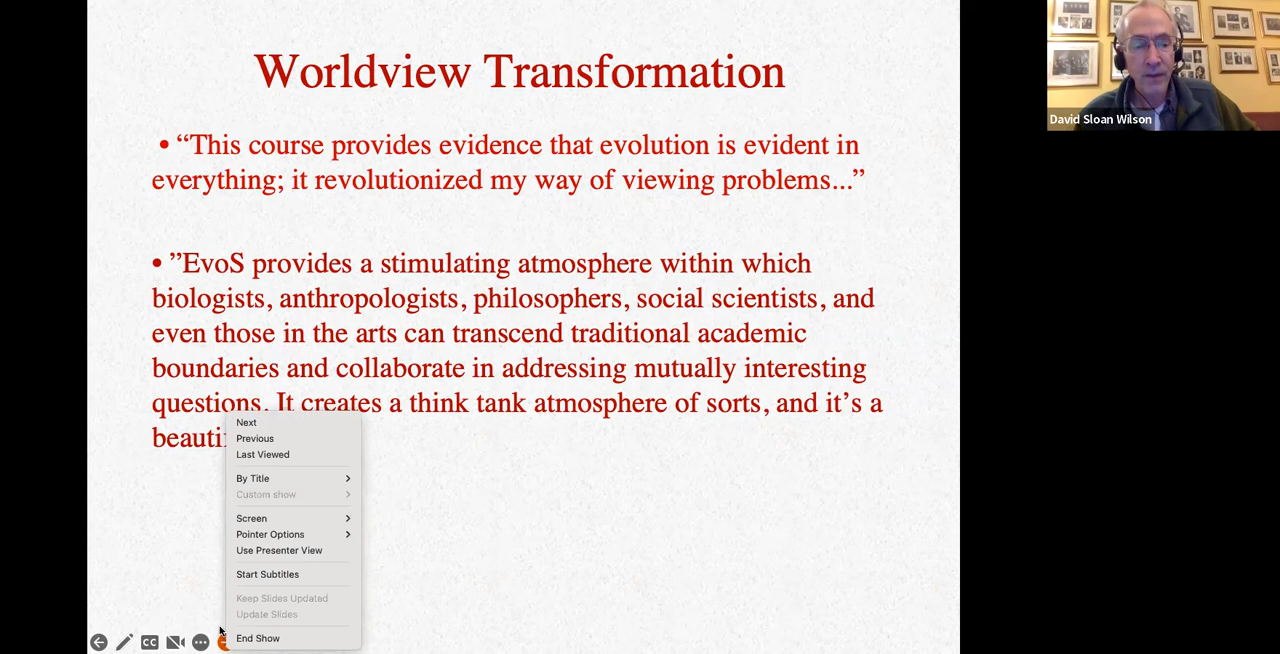 Worldview Transformation
• “This course provides evidence that evolution is evident in
everything; it revolutionized my way of viewing problems...”
• ”EvoS provides a stimulating atmosphere within which
biologists, anthropologists, philosophers, social scientists, and
even those in the arts can transcend traditional academic
boundaries and collaborate in addressing mutually interesting
questions. It creates a think tank atmosphere of sorts, and it’s a
Next
Previous
Last Viewed
By Title
Custom show
Screen
Pointer Options
Use Presenter View
Start Subtitles
Keep Slides Updated
Update Slides
End Show
CC
David Sloan Wilson